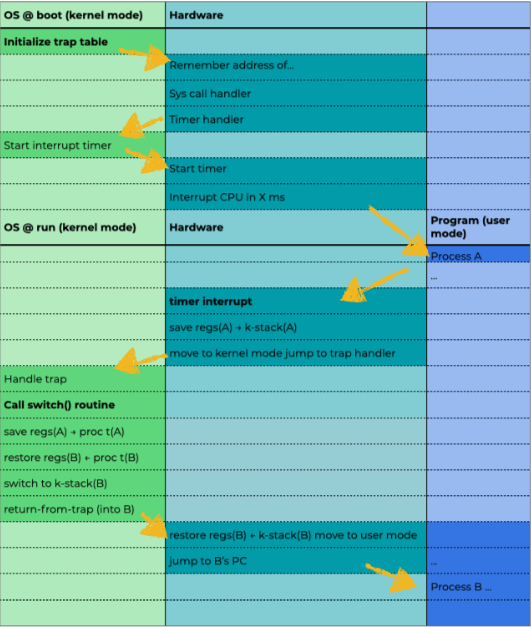 OS @ boot (kernel mode) Hardware
Initialize trap table
Remember address of...
Sys call handler
Timer handler
Start interrupt timer
Start timer
Interrupt CPU in X ms
OS @ run (kernel mode) Hardware Program (user
mode)
Process A
...
timer interrupt
save regs(A) → k-stack(A)
move to kernel mode jump to trap handler
Handle trap
Call switch() routine
save regs(A) → proc t(A)
restore regs(B) ← proc t(B)
switch to k-stack(B)
return-from-trap (into B)
restore regs(B) ← k-stack(B) move to user mode
jump to B's PC ...
Process B ...